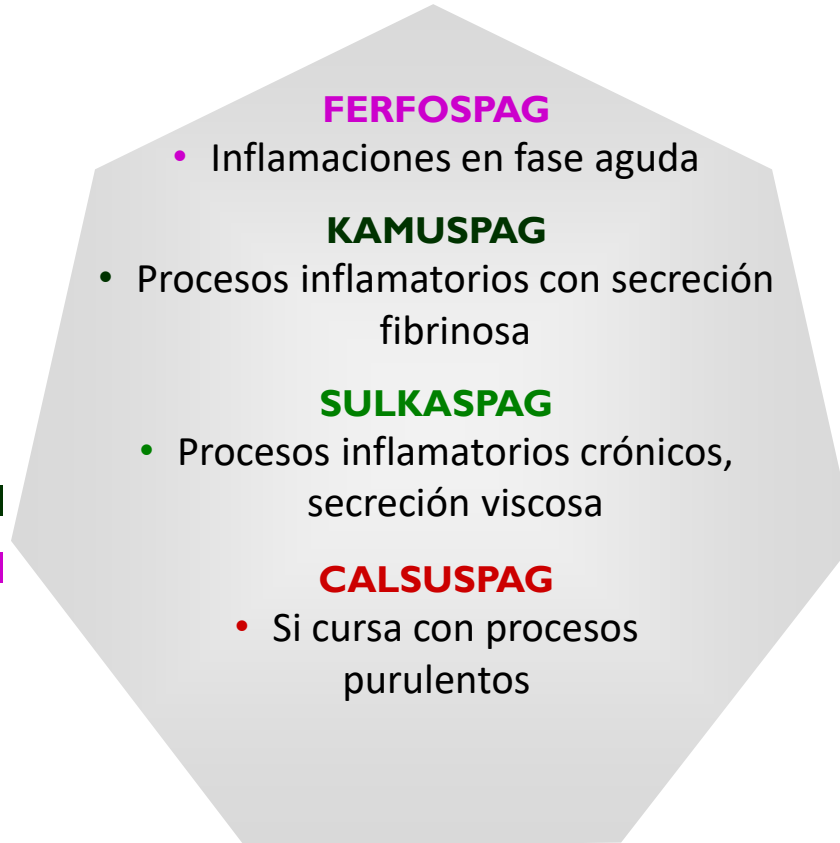 FERFOSPAG
• Inflamaciones en fase aguda
KAMUSPAG
• Procesos inflamatorios con secreción
fibrinosa
SULKASPAG
• Procesos inflamatorios crónicos,
secreción viscosa
CALSUSPAG
• Si cursa con procesos
purulentos